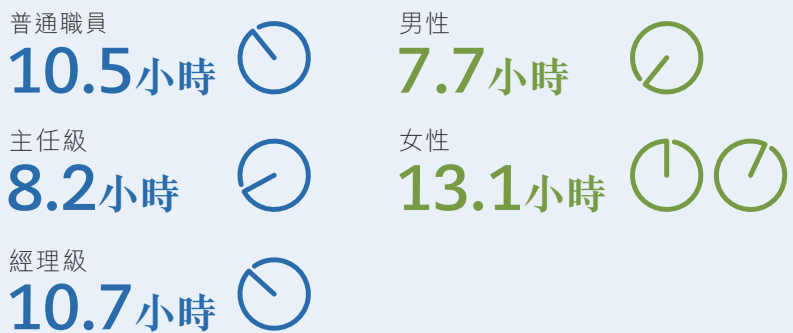 普通職員
10.5小時
主任級
8.2小時
經理級
10.7小時
男性
7.7小時
女性
13.1小時